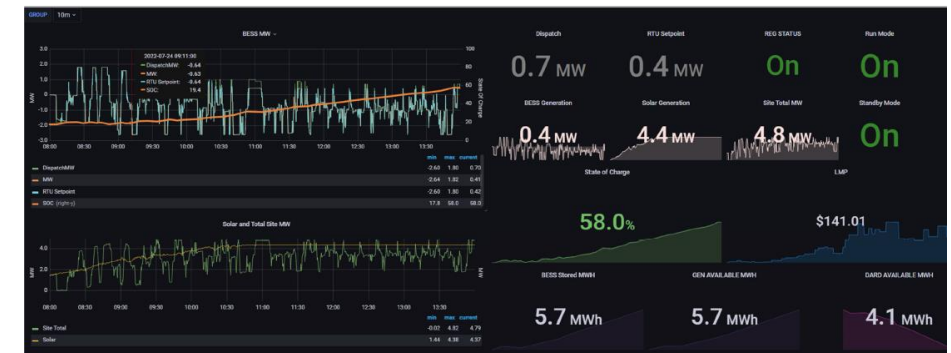 GROUP 10m
BESS MW
2022-07-24 09:11:00
DispatchMW: -0.64
MW: -0.63
RTU Setpoint: -0.64
SOC: 19.4
3.0
2.0
1.0
0
-1.0
-2.0
-3.0
MW
100
80
60
40
20
0
State Of Charge
08:00 08:30 09:00 09:30 10:00 10:30 11:00 11:30 12:00 12:30 13:00 13:30
min max current
DispatchMW -2.60 1.80 0.70
MW -2.64 1.82 0.41
RTU Setpoint -2.60 1.80 0.42
SOC (right-y) 17.8 58.0 58.0
Solar and Total Site MW
4.0
2.0
0
MW
MW
08:00 08:30 09:00 09:30 10:00 10:30 11:00 11:30 12:00 12:30 13:00 13:30
min max current
Site Total -0.02 4.82 4.79
Solar 1.44 4.38 4.37
Dispatch RTU Setpoint REG STATUS Run Mode
0.7 MW 0.4 MW On On
BESS Generation Solar Generation Site Total MW Standby Mode
0.4 MW 4.4 MW 4.8 MW On
State of Charge LMP
58.0% $141.01
BESS Stored MWH GEN AVAILABLE MWH DARD AVAILABLE MWH
5.7 MWh 5.7 MWh 4.1 MWh